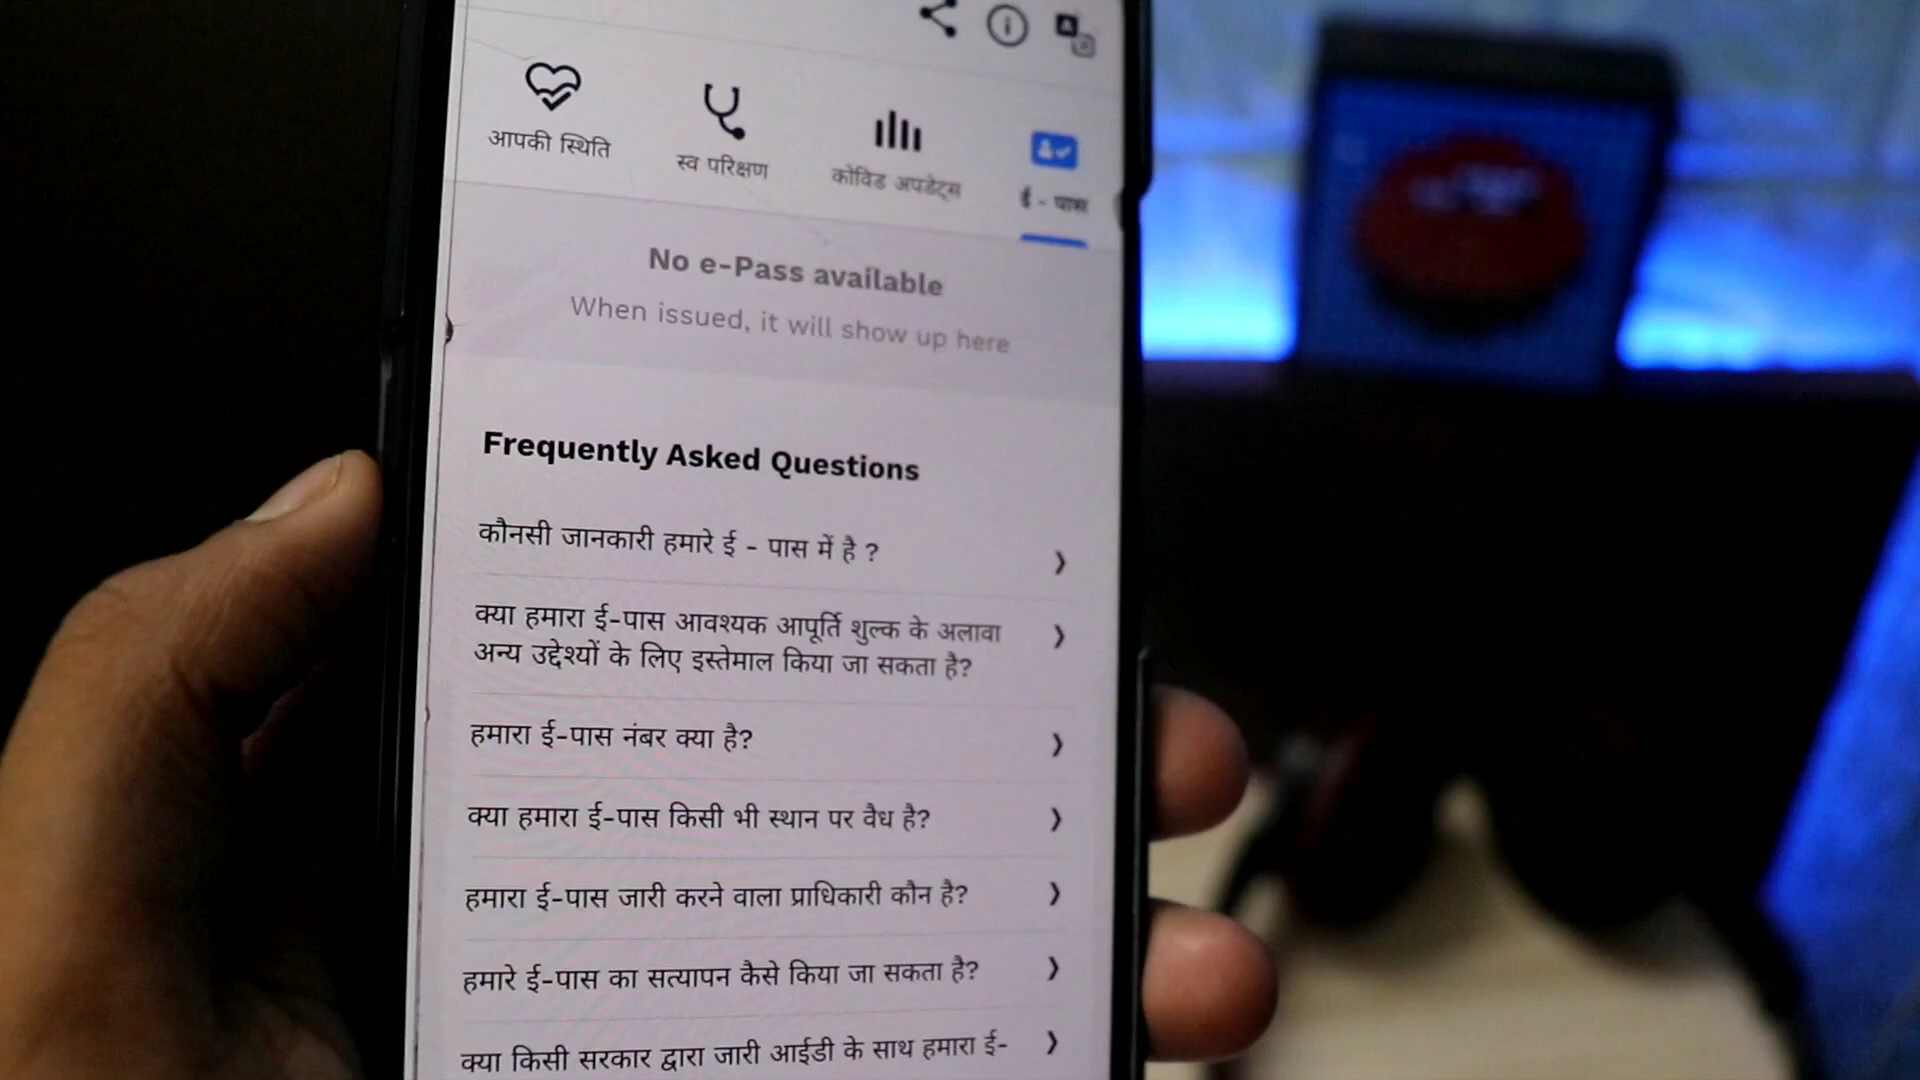 आपकी स्थिति
स्व परिक्षण
कोविड अपडेट्स
ई - पास
No e-Pass available
When issued, it will show up here
Frequently Asked Questions
कौनसी जानकारी हमारे ई - पास में है ?
क्या हमारा ई-पास आवश्यक आपूर्ति शुल्क के अलावा
अन्य उद्देश्यों के लिए इस्तेमाल किया जा सकता है?
हमारा ई-पास नंबर क्या है?
क्या हमारा ई-पास किसी भी स्थान पर वैध है?
हमारा ई-पास जारी करने वाला प्राधिकारी कौन है?
हमारे ई-पास का सत्यापन कैसे किया जा सकता है?
क्या किसी सरकार द्वारा जारी आईडी के साथ हमारा ई-